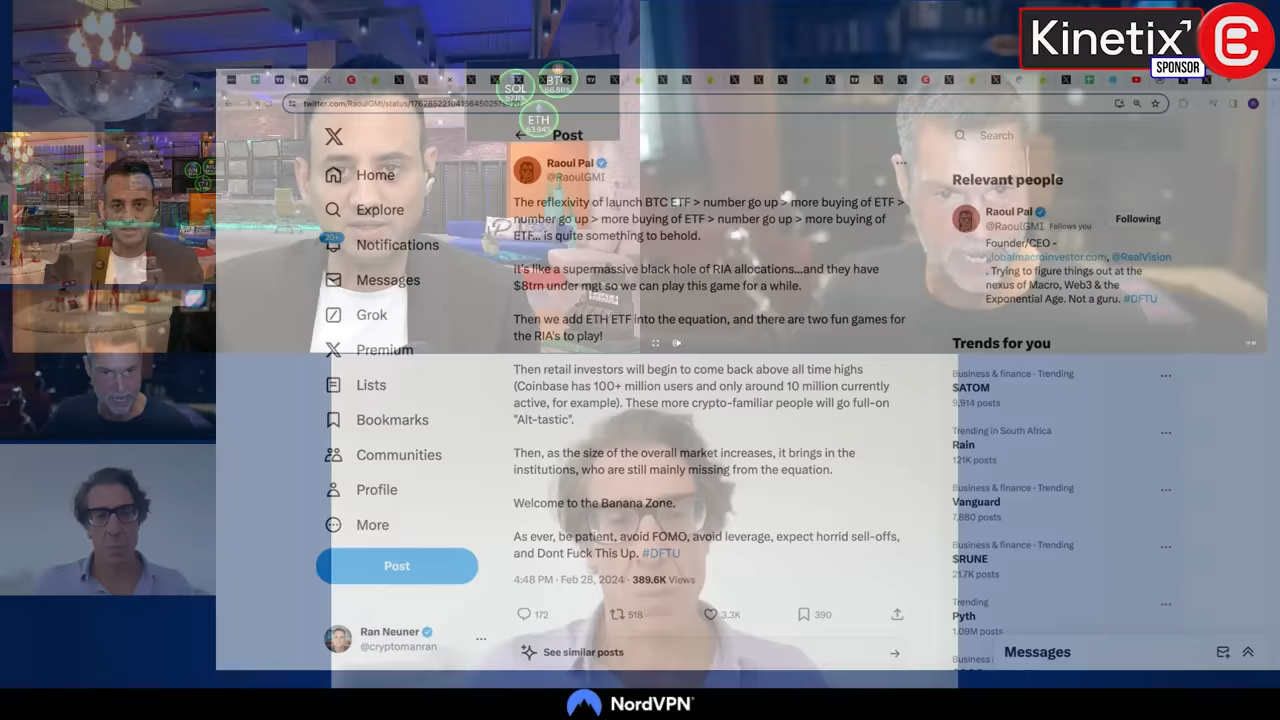 Kinetix
SPONSOR
SOL
57.8%
BTC
66.86%
ETH
63.94%
Post
Search
Home
Explore
20+
Notifications
Messages
Grok
Premium
Lists
Bookmarks
Communities
Profile
More
Post
Ran Neuner
@cryptomanran
Raoul Pal
@RaoulGMI
The reflexivity of launch BTC ETF > number go up > more buying of ETF >
number go up > more buying of ETF > number go up > more buying of
ETF... is quite something to behold.
It's like a supermassive black hole of RIA allocations...and they have
$8trn under mgt so we can play this game for a while.
Then we add ETH ETF into the equation, and there are two fun games for
the RIA's to play!
Then retail investors will begin to come back above all time highs
(Coinbase has 100+ million users and only around 10 million currently
active, for example). These more crypto-familiar people will go full-on
"Alt-tastic".
Then, as the size of the overall market increases, it brings in the
institutions, who are still mainly missing from the equation.
Welcome to the Banana Zone.
As ever, be patient, avoid FOMO, avoid leverage, expect horrid sell-offs,
and Dont Fuck This Up. #DFTU
4:48 PM · Feb 28, 2024 · 389.6K Views
172
518
3.3K
390
See similar posts
Relevant people
Raoul Pal
@RaoulGMI Follows you
Following
Founder/CEO -
globalmacroinvestor.com, @RealVision
. Trying to figure things out at the
nexus of Macro, Web3 & the
Exponential Age. Not a guru. #DFTU
Trends for you
Business & finance · Trending
$ATOM
9,914 posts
Trending in South Africa
Rain
121K posts
Business & finance · Trending
Vanguard
7,880 posts
Business & finance · Trending
$RUNE
21.7K posts
Trending
Pyth
1.09M posts
Business
Messages
NordVPN